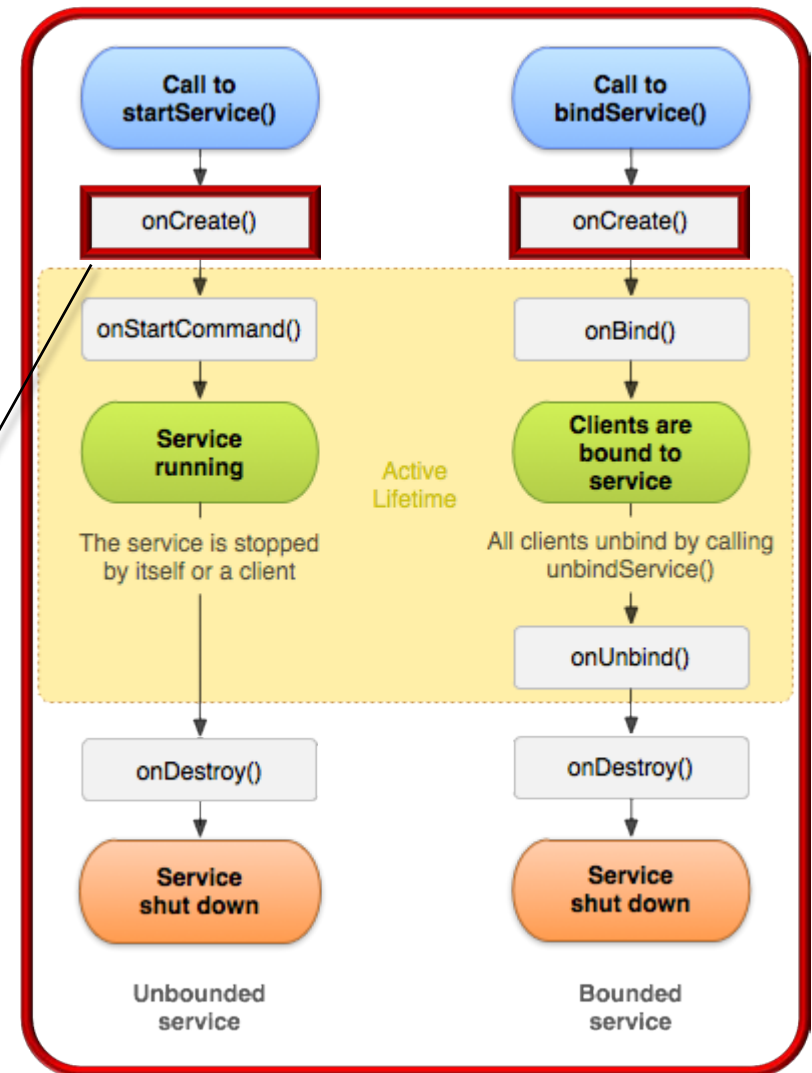 Call to
startService()
onCreate()
onStartCommand()
Service
running
The service is stopped
by itself or a client
onDestroy()
Service
shut down
Unbounded
service
Active
Lifetime
Call to
bindService()
onCreate()
onBind()
Clients are
bound to
service
All clients unbind by calling
unbindService()
onUnbind()
onDestroy()
Service
shut down
Bounded
service